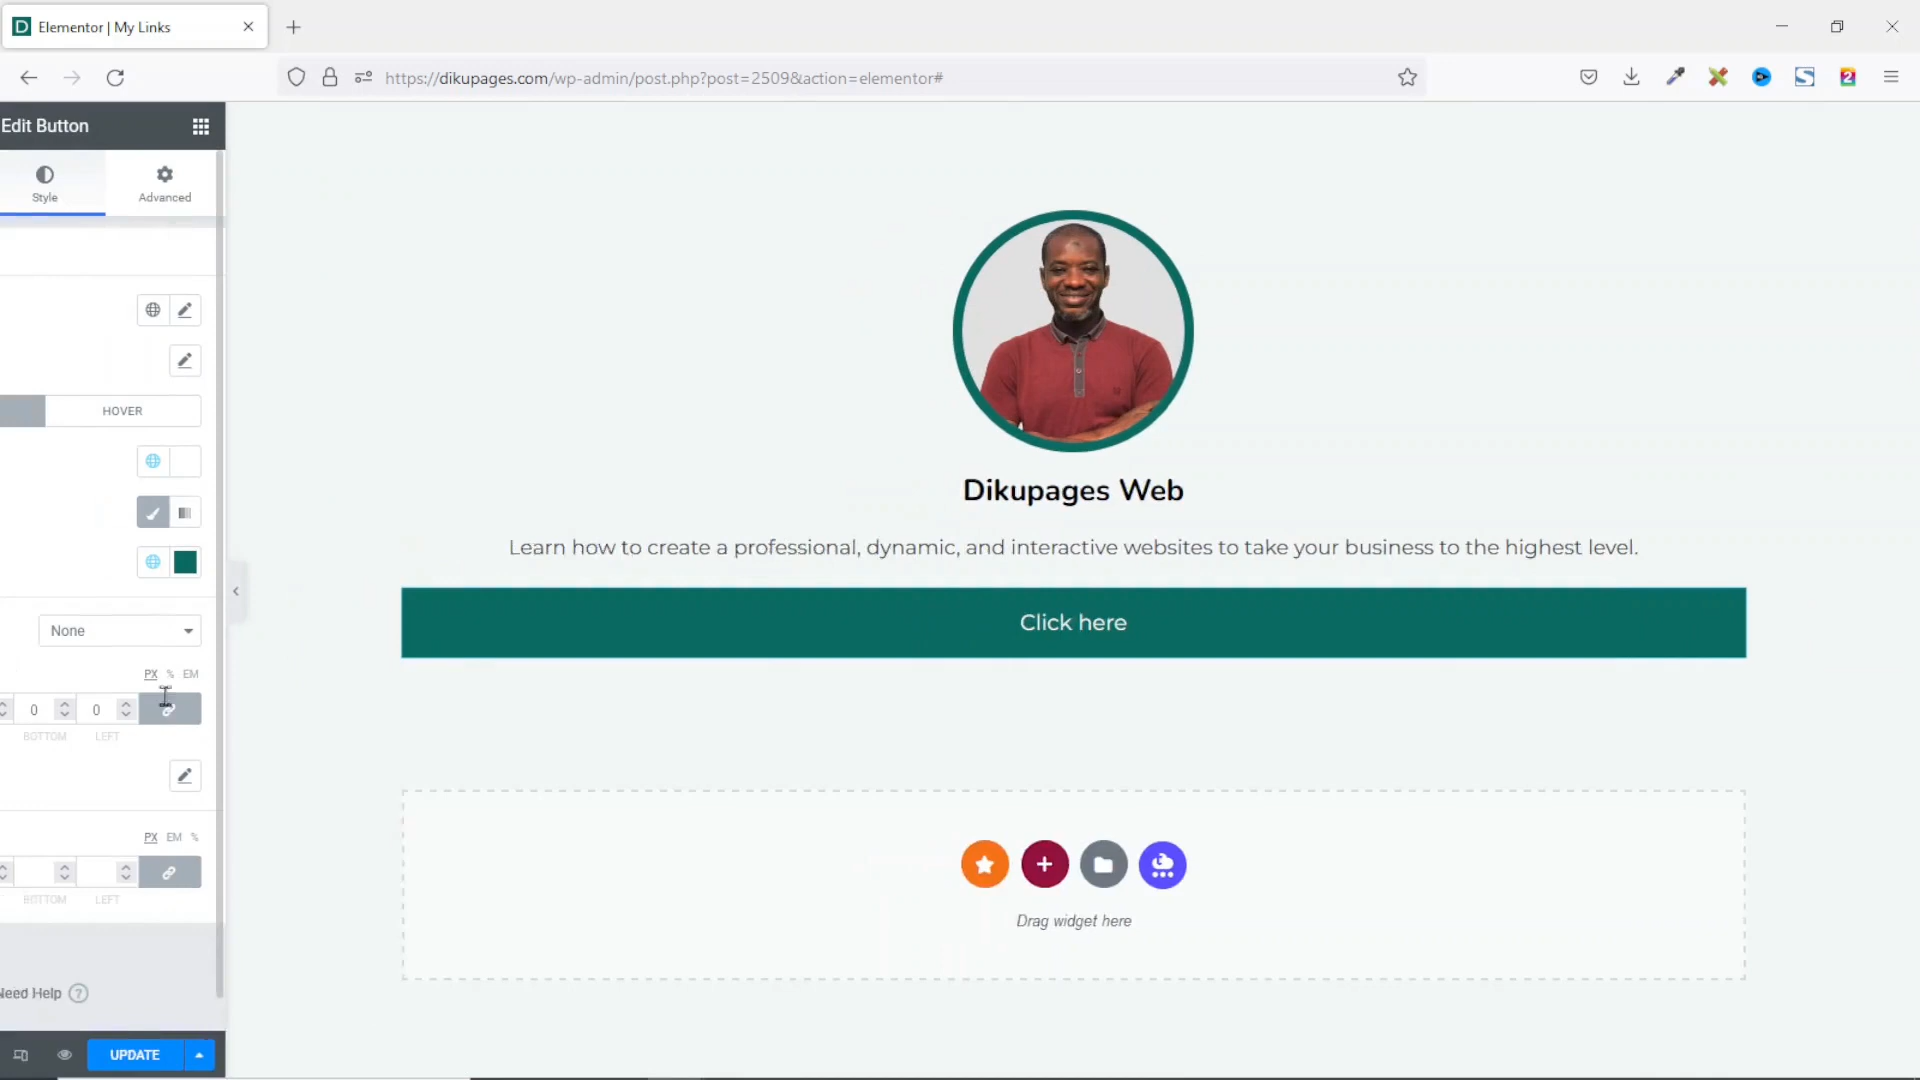 Elementor | My Links
https://dikupages.com/wp-admin/post.php?post=2509&action=elementor#
2
Edit Button
Style
Advanced
HOVER
None
PX % EM
0 0
BOTTOM LEFT
PX EM %
BOTTOM LEFT
Need Help ?
UPDATE
Dikupages Web
Learn how to create a professional, dynamic, and interactive websites to take your business to the highest level.
Click here
Drag widget here